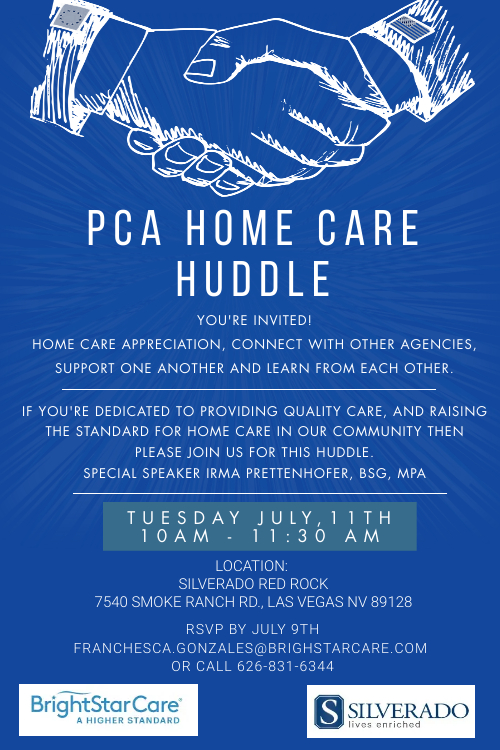 PCA HOME CARE
HUDDLE
YOU'RE INVITED!
HOME CARE APPRECIATION, CONNECT WITH OTHER AGENCIES,
SUPPORT ONE ANOTHER AND LEARN FROM EACH OTHER.
IF YOU'RE DEDICATED TO PROVIDING QUALITY CARE, AND RAISING
THE STANDARD FOR HOME CARE IN OUR COMMUNITY THEN
PLEASE JOIN US FOR THIS HUDDLE.
SPECIAL SPEAKER IRMA PRETTENHOFER, BSG, MPA
TUESDAY JULY,11TH
10AM - 11:30 AM
LOCATION:
SILVERADO RED ROCK
7540 SMOKE RANCH RD., LAS VEGAS NV 89128
RSVP BY JULY 9TH
FRANCHESCA.GONZALES@BRIGHSTARCARE.COM
OR CALL 626-831-6344
BrightStarCare®
A HIGHER STANDARD
S SILVERADO
lives enriched